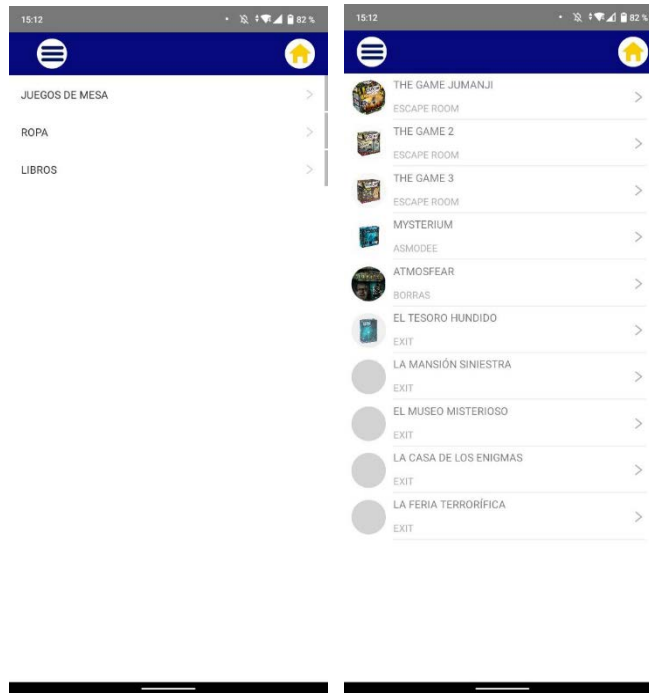 15:12
82 %
JUEGOS DE MESA
ROPA
LIBROS
15:12
82 %
THE GAME JUMANJI
ESCAPE ROOM
THE GAME 2
ESCAPE ROOM
THE GAME 3
ESCAPE ROOM
MYSTERIUM
ASMODEE
ATMOSFEAR
BORRAS
EL TESORO HUNDIDO
EXIT
LA MANSIÓN SINIESTRA
EXIT
EL MUSEO MISTERIOSO
EXIT
LA CASA DE LOS ENIGMAS
EXIT
LA FERIA TERRORÍFICA
EXIT